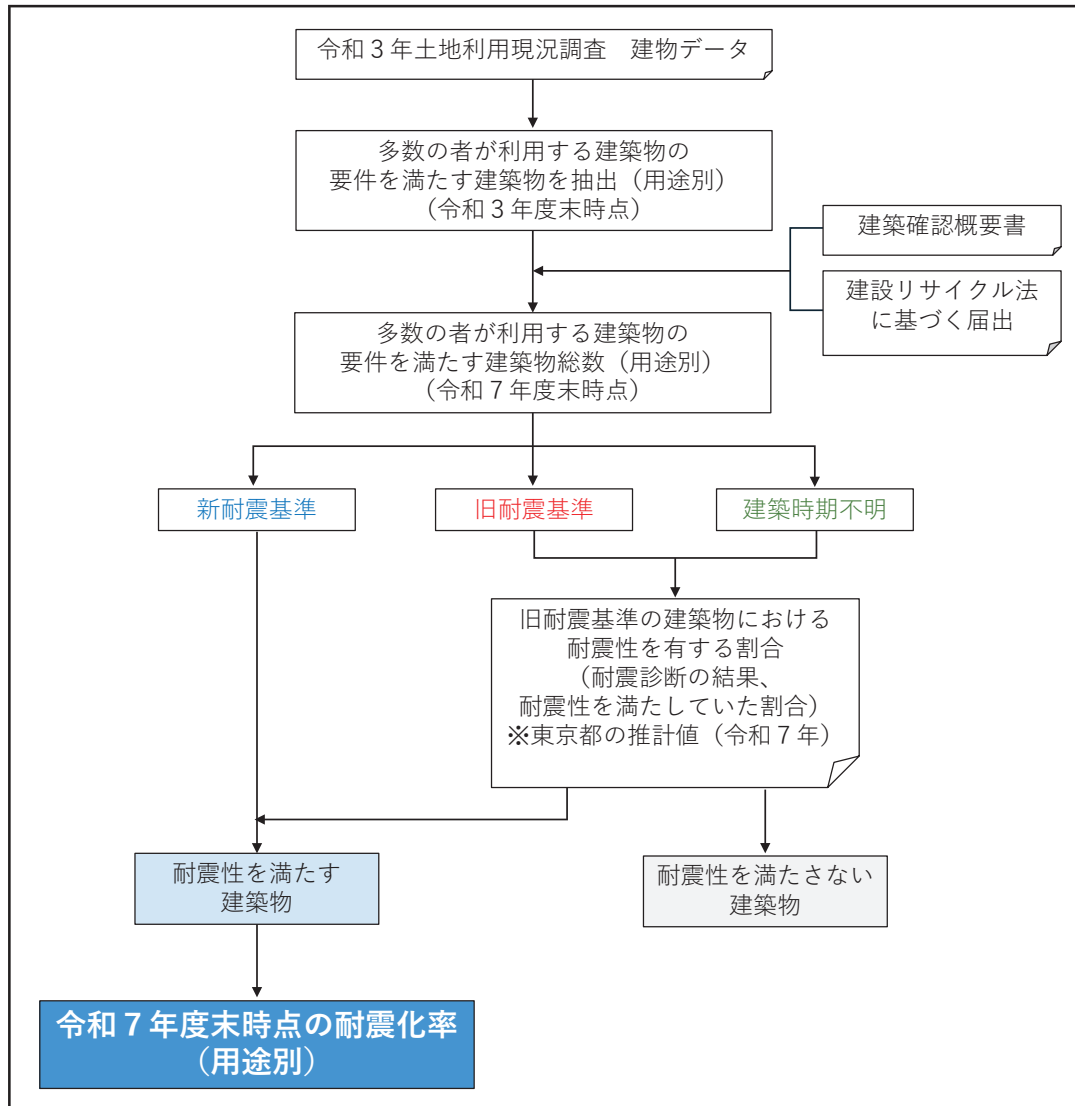 令和３年土地利用現況調査　建物データ
多数の者が利用する建築物の
要件を満たす建築物を抽出（用途別）
（令和３年度末時点）
建築確認概要書
建設リサイクル法
に基づく届出
多数の者が利用する建築物の
要件を満たす建築物総数（用途別）
（令和７年度末時点）
新耐震基準
旧耐震基準
建築時期不明
旧耐震基準の建築物における
耐震性を有する割合
（耐震診断の結果、
耐震性を満たしていた割合）
※東京都の推計値（令和７年）
耐震性を満たす
建築物
耐震性を満たさない
建築物
令和７年度末時点の耐震化率
（用途別）